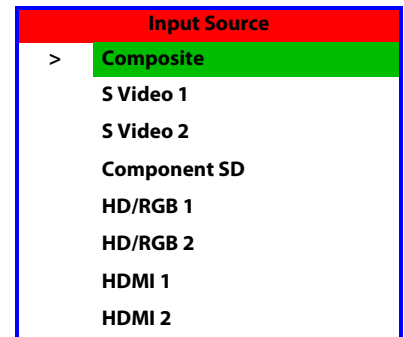 Input Source
> Composite
S Video 1
S Video 2
Component SD
HD/RGB 1
HD/RGB 2
HDMI 1
HDMI 2